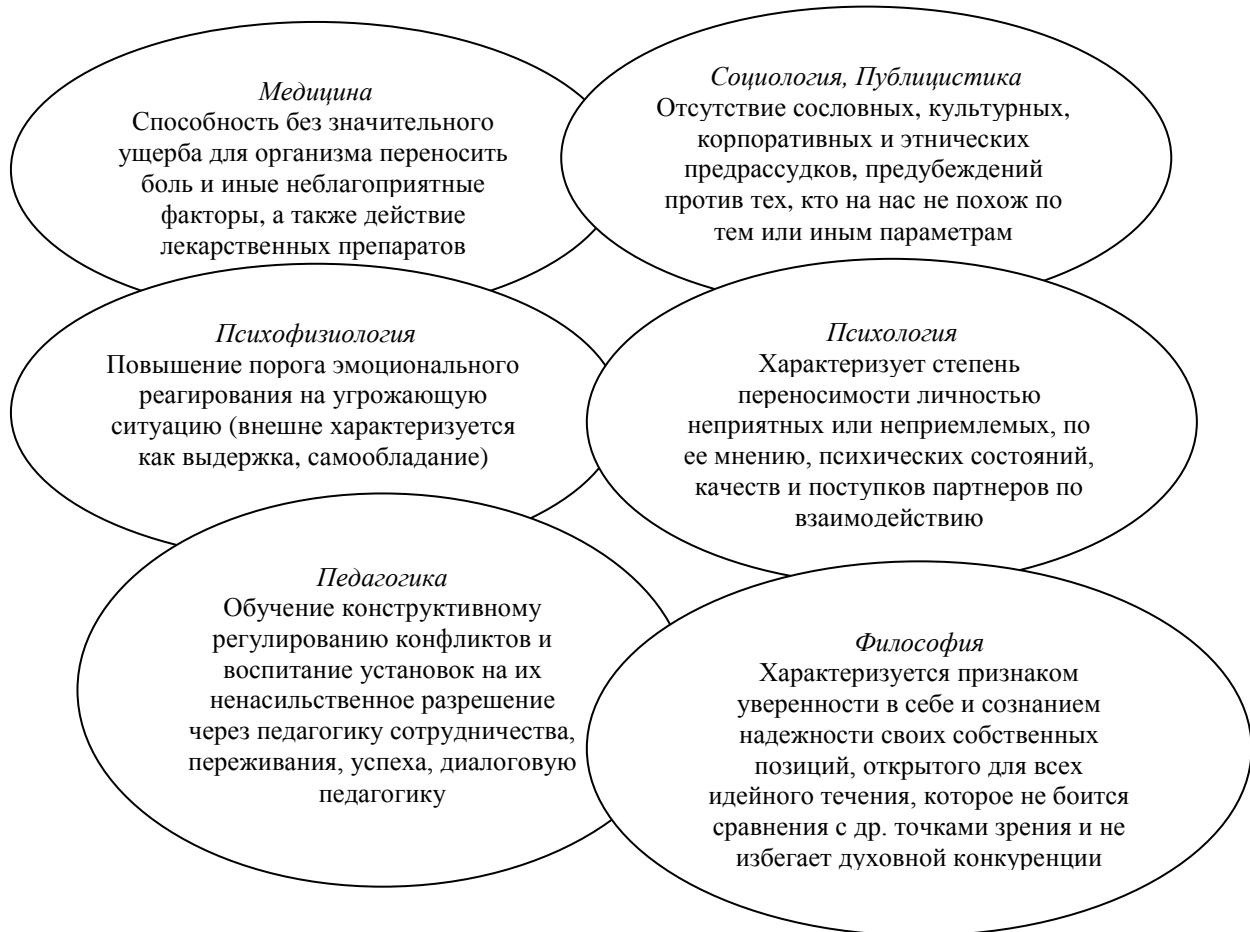 Медицина
Способность без значительного
ущерба для организма переносить
боль и иные неблагоприятные
факторы, а также действие
лекарственных препаратов
Социология, Публицистика
Отсутствие сословных, культурных,
корпоративных и этнических
предрассудков, предубеждений
против тех, кто на нас не похож по
тем или иным параметрам
Психофизиология
Повышение порога эмоционального
реагирования на угрожающую
ситуацию (внешне характеризуется
как выдержка, самообладание)
Психология
Характеризует степень
переносимости личностью
неприятных или неприемлемых, по
ее мнению, психических состояний,
качеств и поступков партнеров по
взаимодействию
Педагогика
Обучение конструктивному
регулированию конфликтов и
воспитание установок на их
ненасильственное разрешение
через педагогику сотрудничества,
переживания, успеха, диалоговую
педагогику
Философия
Характеризуется признаком
уверенности в себе и сознанием
надежности своих собственных
позиций, открытого для всех
идейного течения, которое не боится
сравнения с др. точками зрения и не
избегает духовной конкуренции